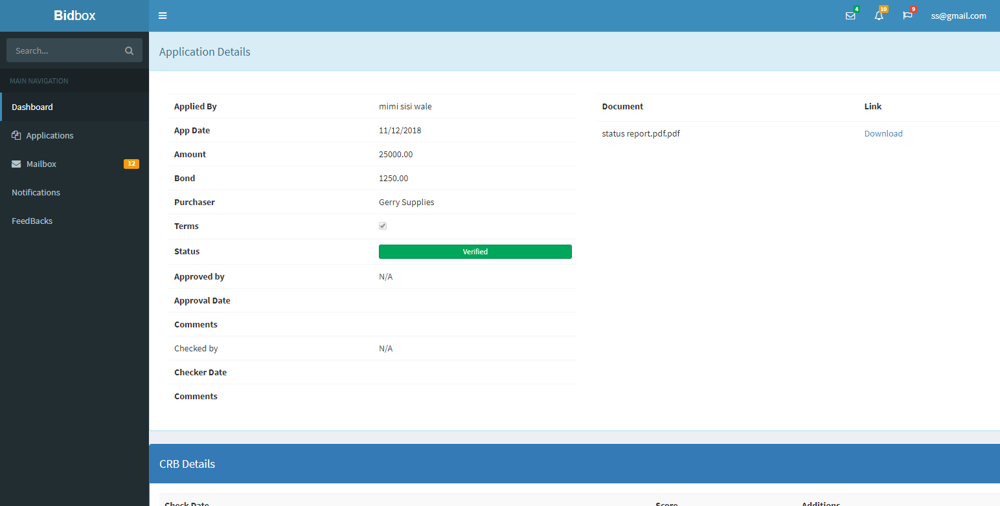 Bidbox
4
10
9
ss@gmail.com
Search...
MAIN NAVIGATION
Dashboard
Applications
Mailbox 12
Notifications
FeedBacks
Application Details
Applied By mimi sisi wale
App Date 11/12/2018
Amount 25000.00
Bond 1250.00
Purchaser Gerry Supplies
Terms
Status Verified
Approved by N/A
Approval Date
Comments
Checked by N/A
Checker Date
Comments
Document Link
status report.pdf.pdf Download
CRB Details
Check Date Score Additions